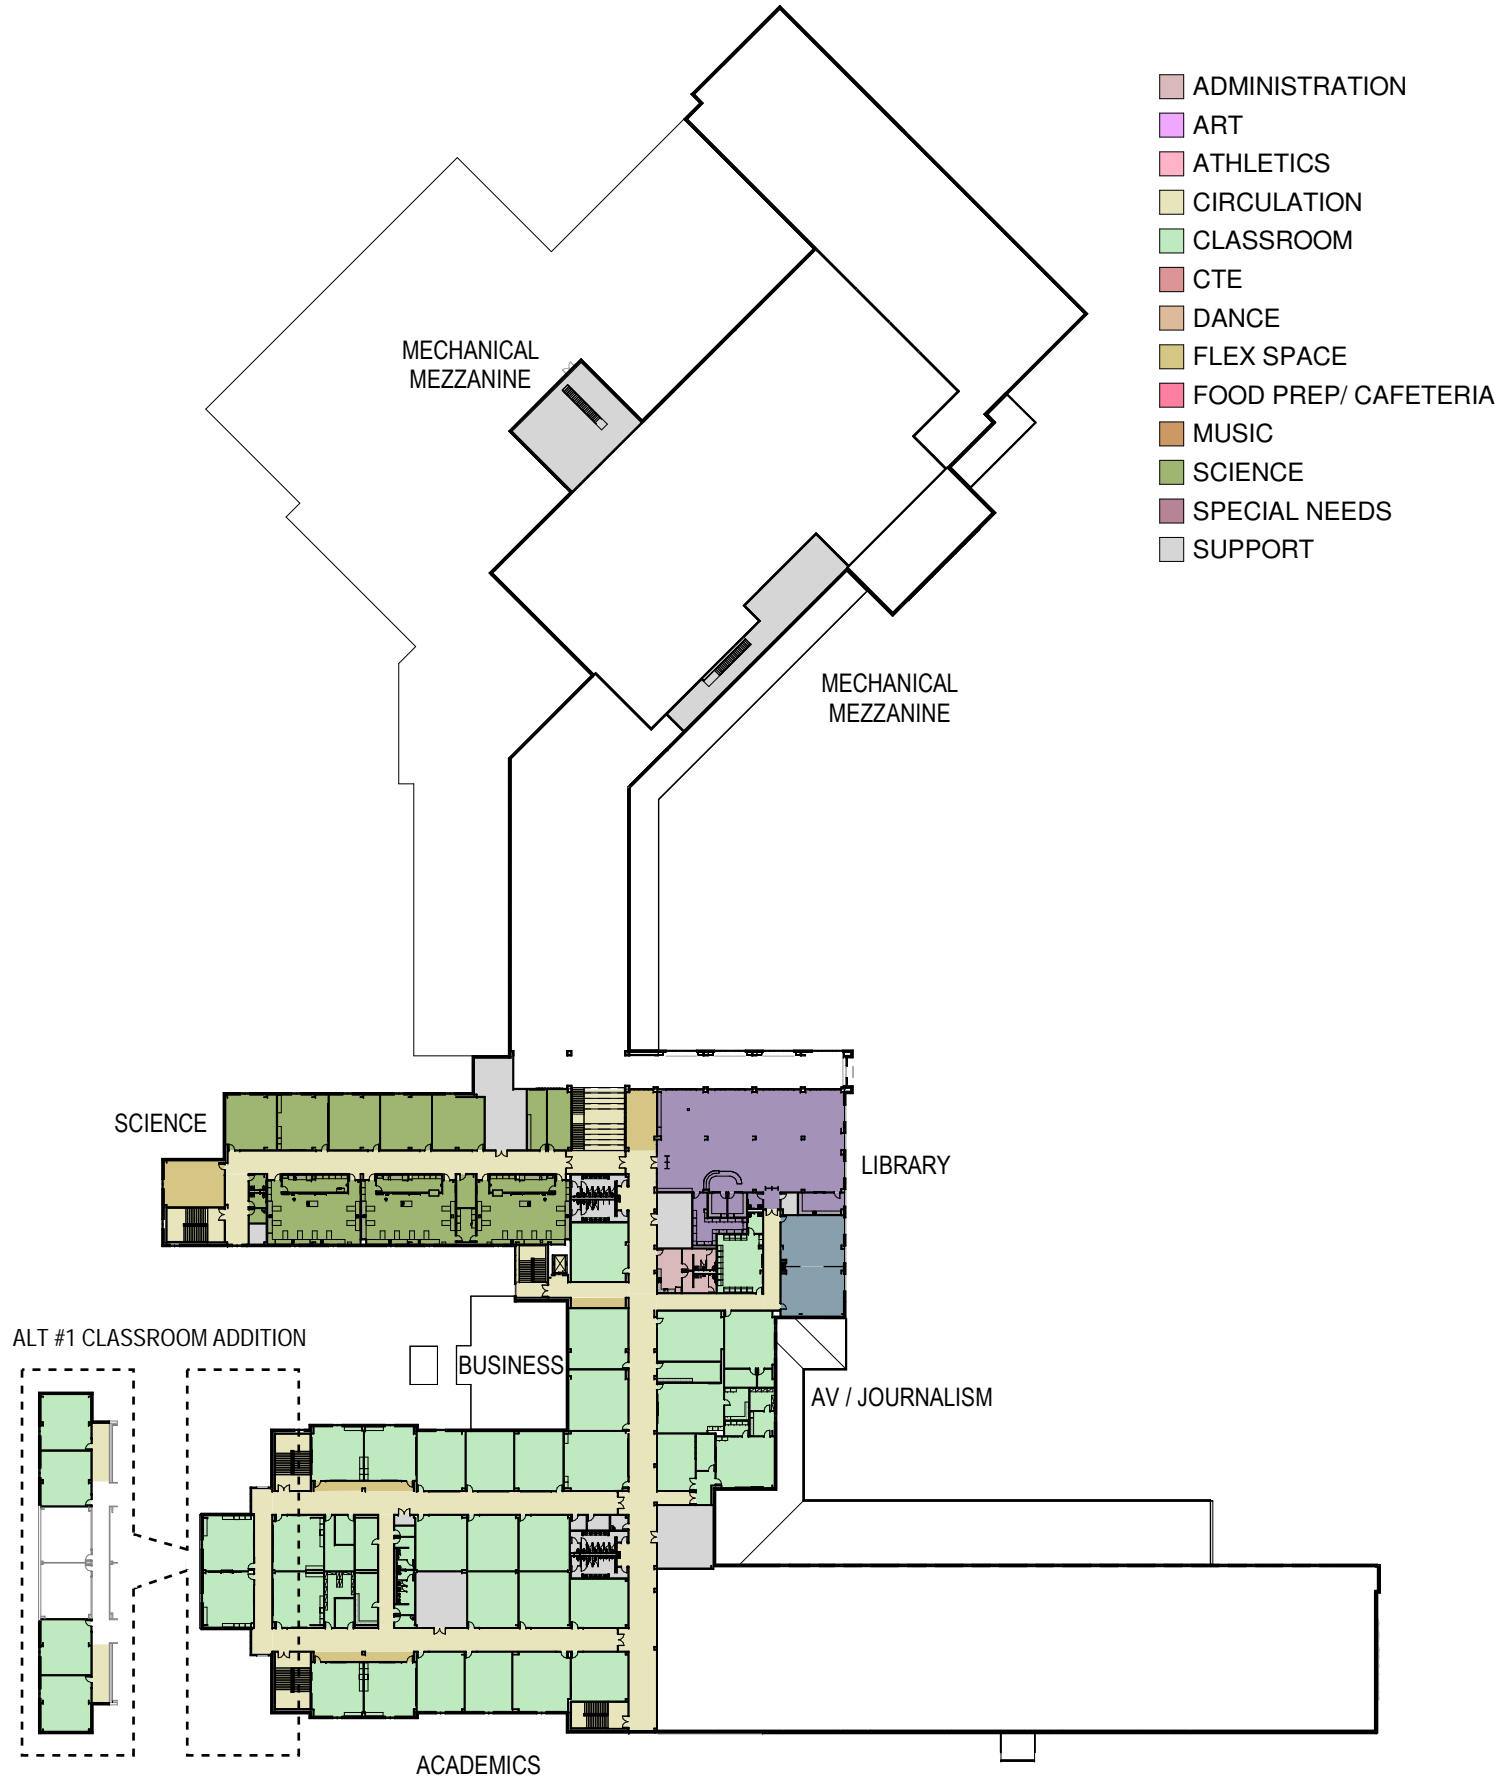 ADMINISTRATION
ART
ATHLETICS
CIRCULATION
CLASSROOM
CTE
DANCE
FLEX SPACE
FOOD PREP/ CAFETERIA
MUSIC
SCIENCE
SPECIAL NEEDS
SUPPORT
MECHANICAL
MEZZANINE
MECHANICAL
MEZZANINE
SCIENCE
LIBRARY
ALT #1 CLASSROOM ADDITION
BUSINESS
AV / JOURNALISM
ACADEMICS